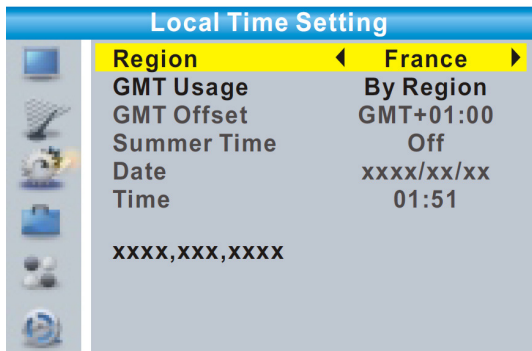 Local Time Setting
Region France
GMT Usage By Region
GMT Offset GMT+01:00
Summer Time Off
Date xxxx/xx/xx
Time 01:51
xxxx,xxx,xxxx